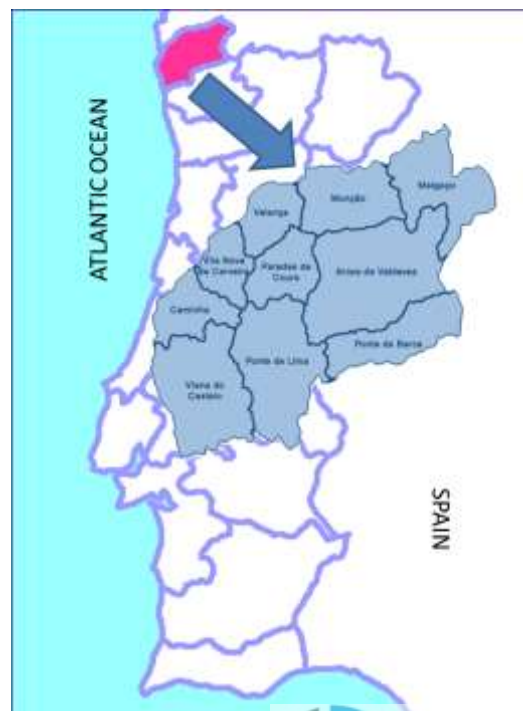 ATLANTIC OCEAN
Melgaço
Monção
Valença
Vila Nova
de Cerveira
Paredes de
Coura
Arcos de Valdevez
Caminha
Ponte da Barca
Ponte de Lima
Viana do
Castelo
SPAIN